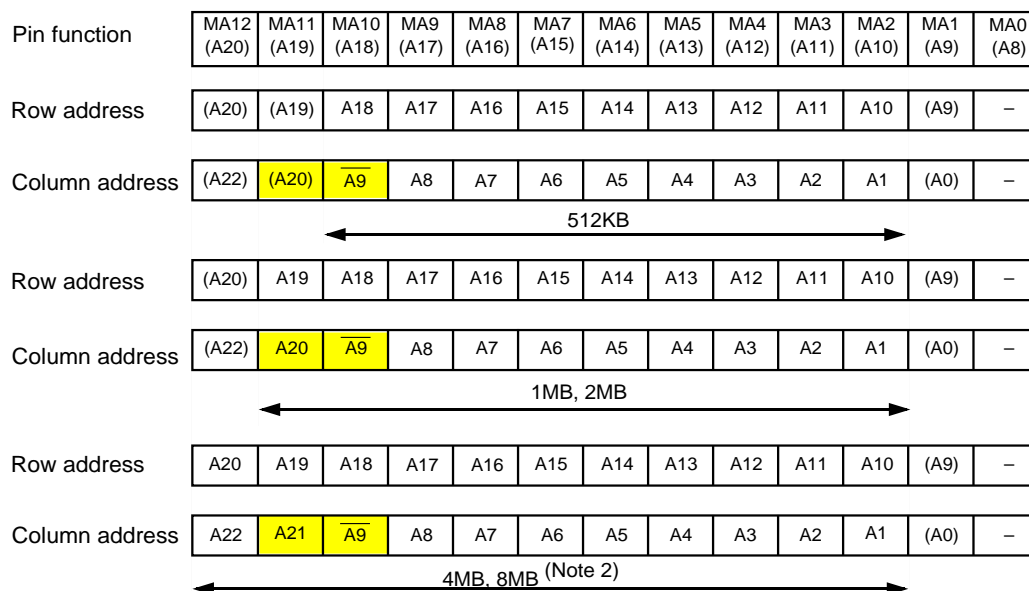 Pin function MA12 MA11 MA10 MA9 MA8 MA7 MA6 MA5 MA4 MA3 MA2 MA1 MA0
(A20) (A19) (A18) (A17) (A16) (A15) (A14) (A13) (A12) (A11) (A10) (A9) (A8)
Row address (A20) (A19) A18 A17 A16 A15 A14 A13 A12 A11 A10 (A9) –
Column address (A22) (A20) A̅9̅ A8 A7 A6 A5 A4 A3 A2 A1 (A0) –
512KB
Row address (A20) A19 A18 A17 A16 A15 A14 A13 A12 A11 A10 (A9) –
Column address (A22) A20 A̅9̅ A8 A7 A6 A5 A4 A3 A2 A1 (A0) –
1MB, 2MB
Row address A20 A19 A18 A17 A16 A15 A14 A13 A12 A11 A10 (A9) –
Column address A22 A21 A̅9̅ A8 A7 A6 A5 A4 A3 A2 A1 (A0) –
4MB, 8MB (Note 2)